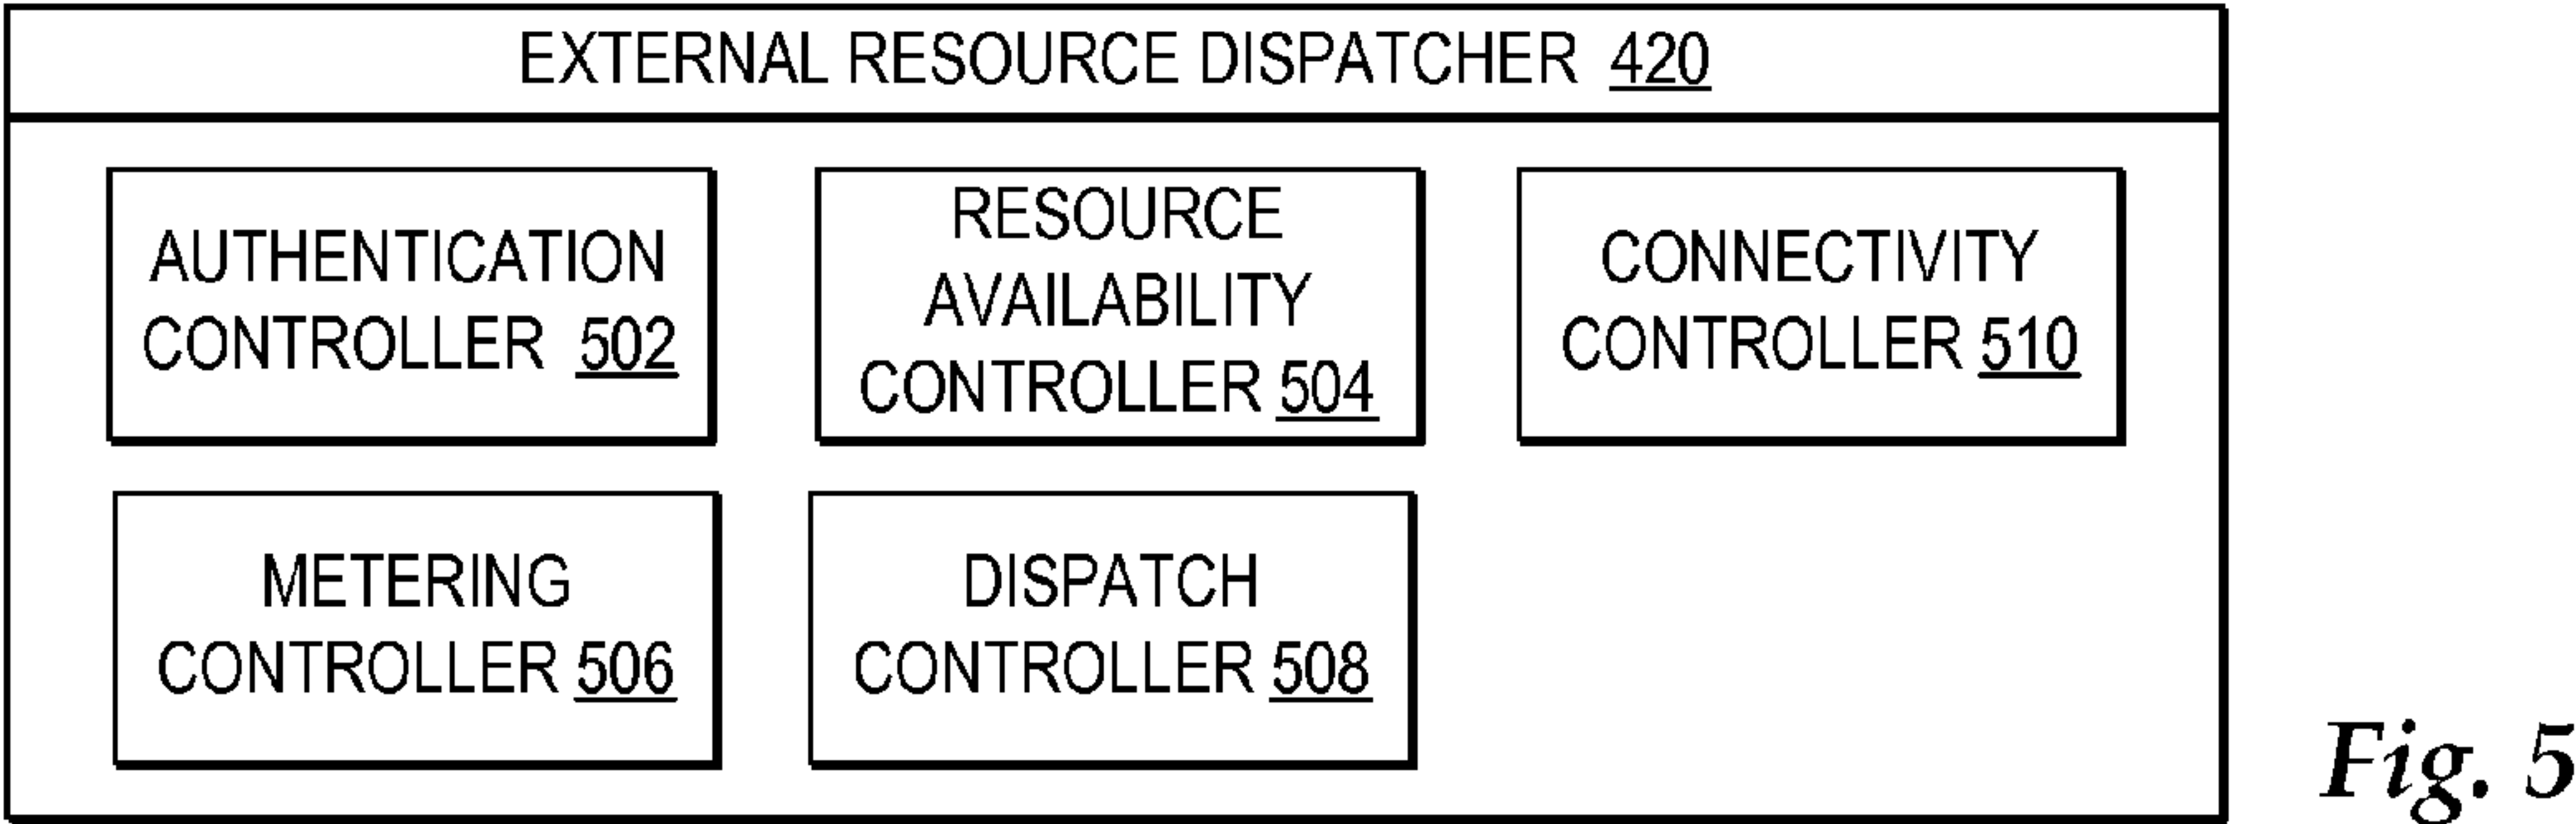 EXTERNAL RESOURCE DISPATCHER 420
AUTHENTICATION
CONTROLLER 502
RESOURCE
AVAILABILITY
CONTROLLER 504
CONNECTIVITY
CONTROLLER 510
METERING
CONTROLLER 506
DISPATCH
CONTROLLER 508
Fig. 5